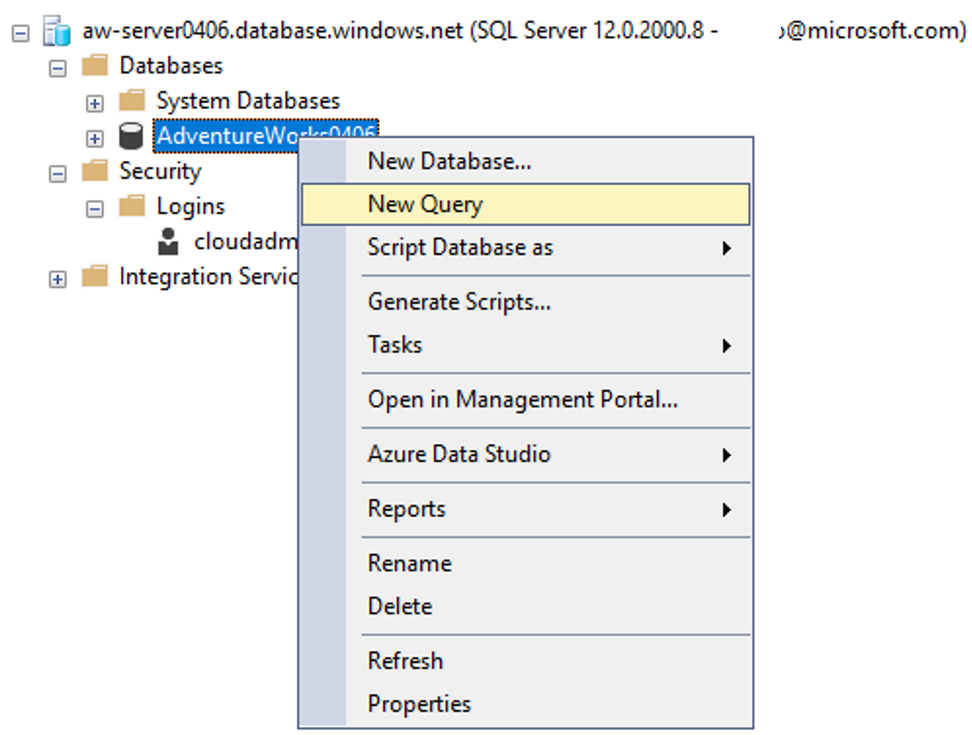 aw-server0406.database.windows.net (SQL Server 12.0.2000.8 - @microsoft.com)
Databases
System Databases
AdventureWorks0406
Security
Logins
cloudadm
Integration Servic
New Database...
New Query
Script Database as
Generate Scripts...
Tasks
Open in Management Portal...
Azure Data Studio
Reports
Rename
Delete
Refresh
Properties